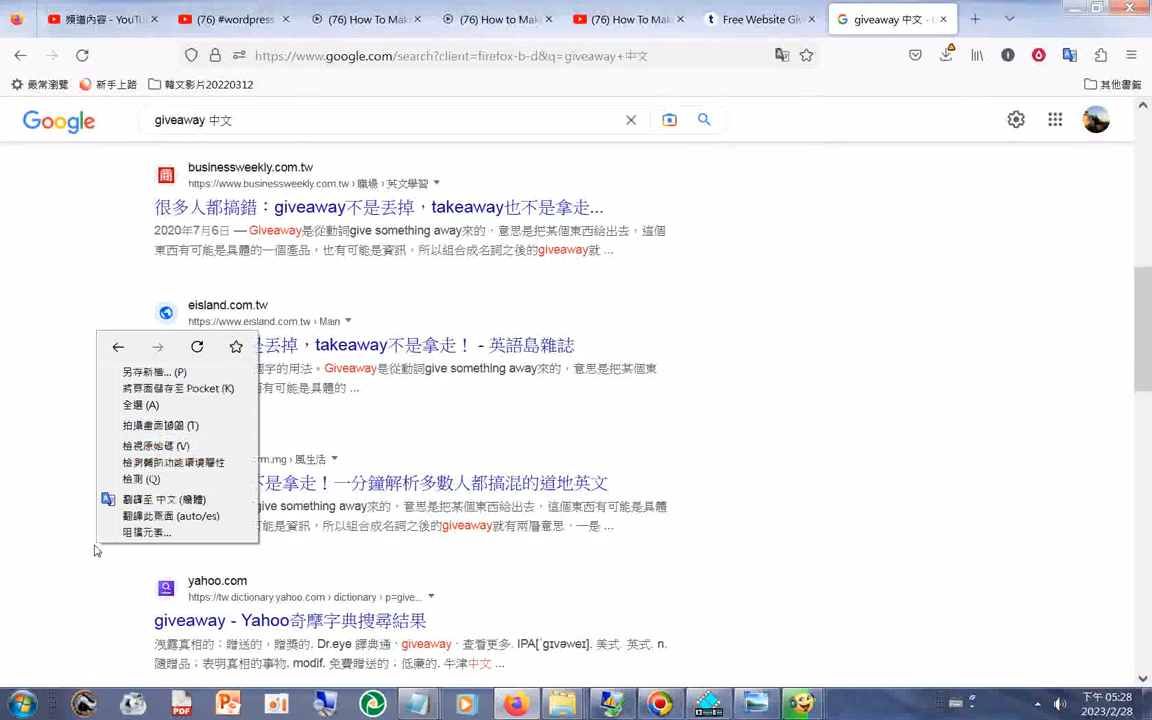 頻道內容 - YouTu
(76) #wordpress
(76) How To Mak
(76) How to Mak
(76) How To Mak
Free Website Giv
giveaway 中文 -
https://www.google.com/search?client=firefox-b-d&q=giveaway+中文
最常瀏覽
新手上路
韓文影片20220312
其他書籤
Google
giveaway 中文
businessweekly.com.tw
https://www.businessweekly.com.tw › 職場 › 英文學習
很多人都搞錯：giveaway不是丟掉，takeaway也不是拿走...
2020年7月6日 — Giveaway是從動詞give something away來的，意思是把某個東西給出去，這個
東西有可能是具體的一個產品，也有可能是資訊，所以組合成名詞之後的giveaway就 ...
eisland.com.tw
https://www.eisland.com.tw › Main
是丟掉，takeaway不是拿走！ - 英語島雜誌
個字的用法。Giveaway是從動詞give something away來的，意思是把某個東
西有可能是具體的 ...
om.mg › 風生活
不是拿走！一分鐘解析多數人都搞混的道地英文
give something away來的，意思是把某個東西給出去，這個東西有可能是具體的一個產
能是資訊，所以組合成名詞之後的giveaway就有兩層意思．一是 ...
另存新檔... (P)
將頁面儲存至 Pocket (K)
全選 (A)
拍攝畫面擷圖 (T)
檢視原始碼 (V)
檢測輔助功能環境屬性
檢測 (Q)
翻譯至 中文 (繁體)
翻譯此頁面 (auto/es)
阻擋元素...
yahoo.com
https://tw.dictionary.yahoo.com › dictionary › p=give...
giveaway - Yahoo奇摩字典搜尋結果
洩露真相的；贈送的，贈獎的. Dr.eye 譯典通 · giveaway · 查看更多. IPA[ˈgɪvəweɪ]. 美式. 英式. n.
隨贈品；表明真相的事物. modif. 免費贈送的；低廉的. 牛津中文 ...
下午 05:28
2023/2/28